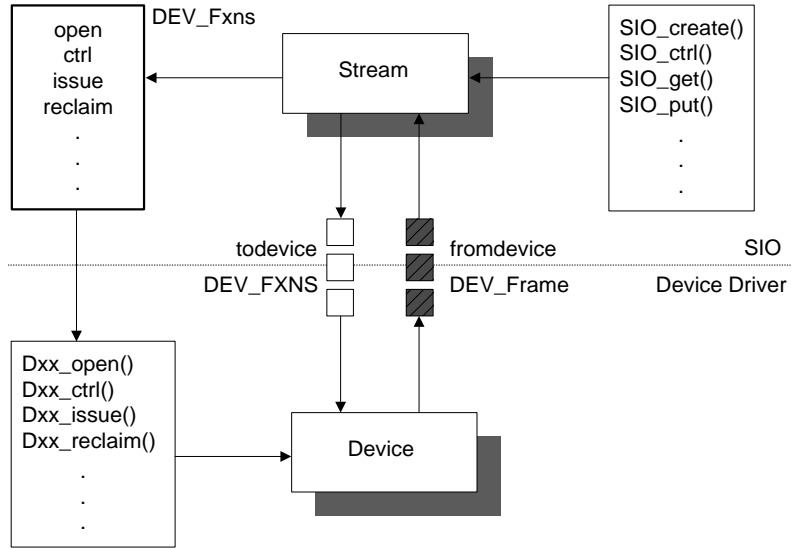 DEV_Fxns
open
ctrl
issue
reclaim
.
.
.
Stream
SIO_create()
SIO_ctrl()
SIO_get()
SIO_put()
.
.
.
todevice
fromdevice
SIO
DEV_FXNS
DEV_Frame
Device Driver
Dxx_open()
Dxx_ctrl()
Dxx_issue()
Dxx_reclaim()
.
.
.
Device